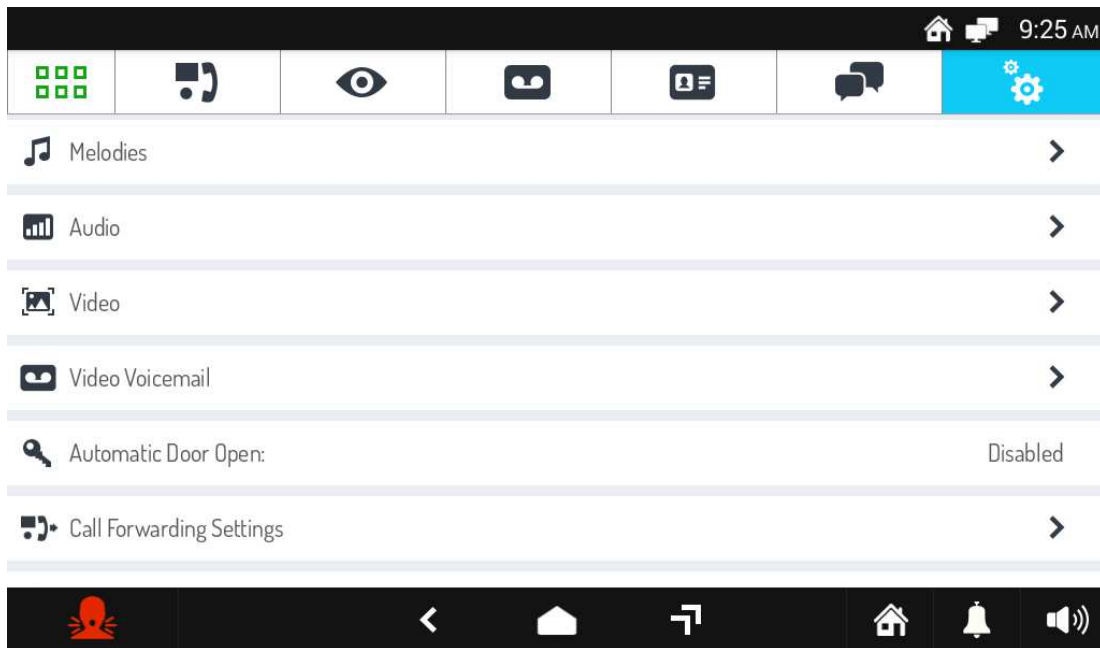 9:25 AM
Melodies
Audio
Video
Video Voicemail
Automatic Door Open: Disabled
Call Forwarding Settings